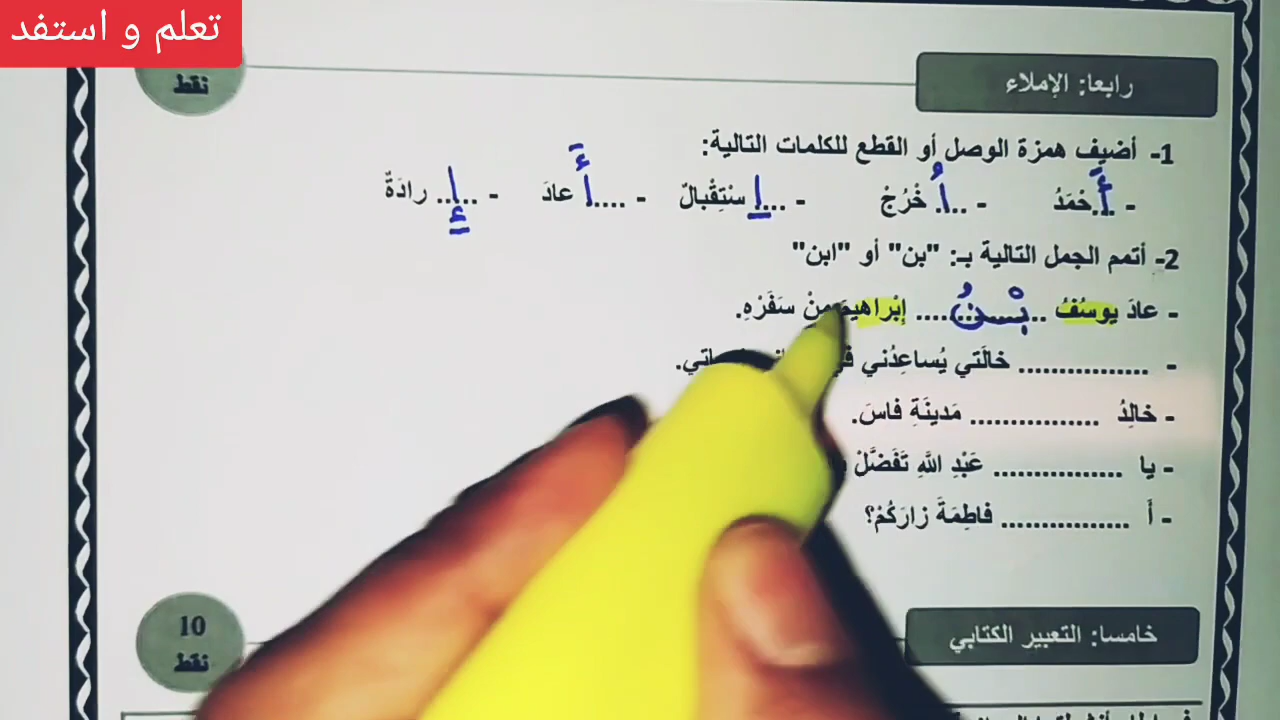 تعلم و استفد
نقط
رابعا: الإملاء
1- أضيف همزة الوصل أو القطع للكلمات التالية:
- أَ..حْمَدُ - ..اُ. خْرُجْ - ...ا سْتِقْبالٌ - ....أَ عادَ - ..إِ.. رادَةٌ
2- أتمم الجمل التالية بـ: "بن" أو "ابن"
- عادَ يوسُفُ .. بْنُ .... إِبْراهيمَ مِنْ سَفَرْهِ.
- ................ خالَتي يُساعِدُني
- خالِدُ ................ مَدينَةِ فاسَ.
- يا ................ عَبْدِ اللَّهِ تَفَضَّلْ
- أَ ................ فاطِمَةَ زارَكُمْ؟
10
نقط
خامسا: التعبير الكتابي